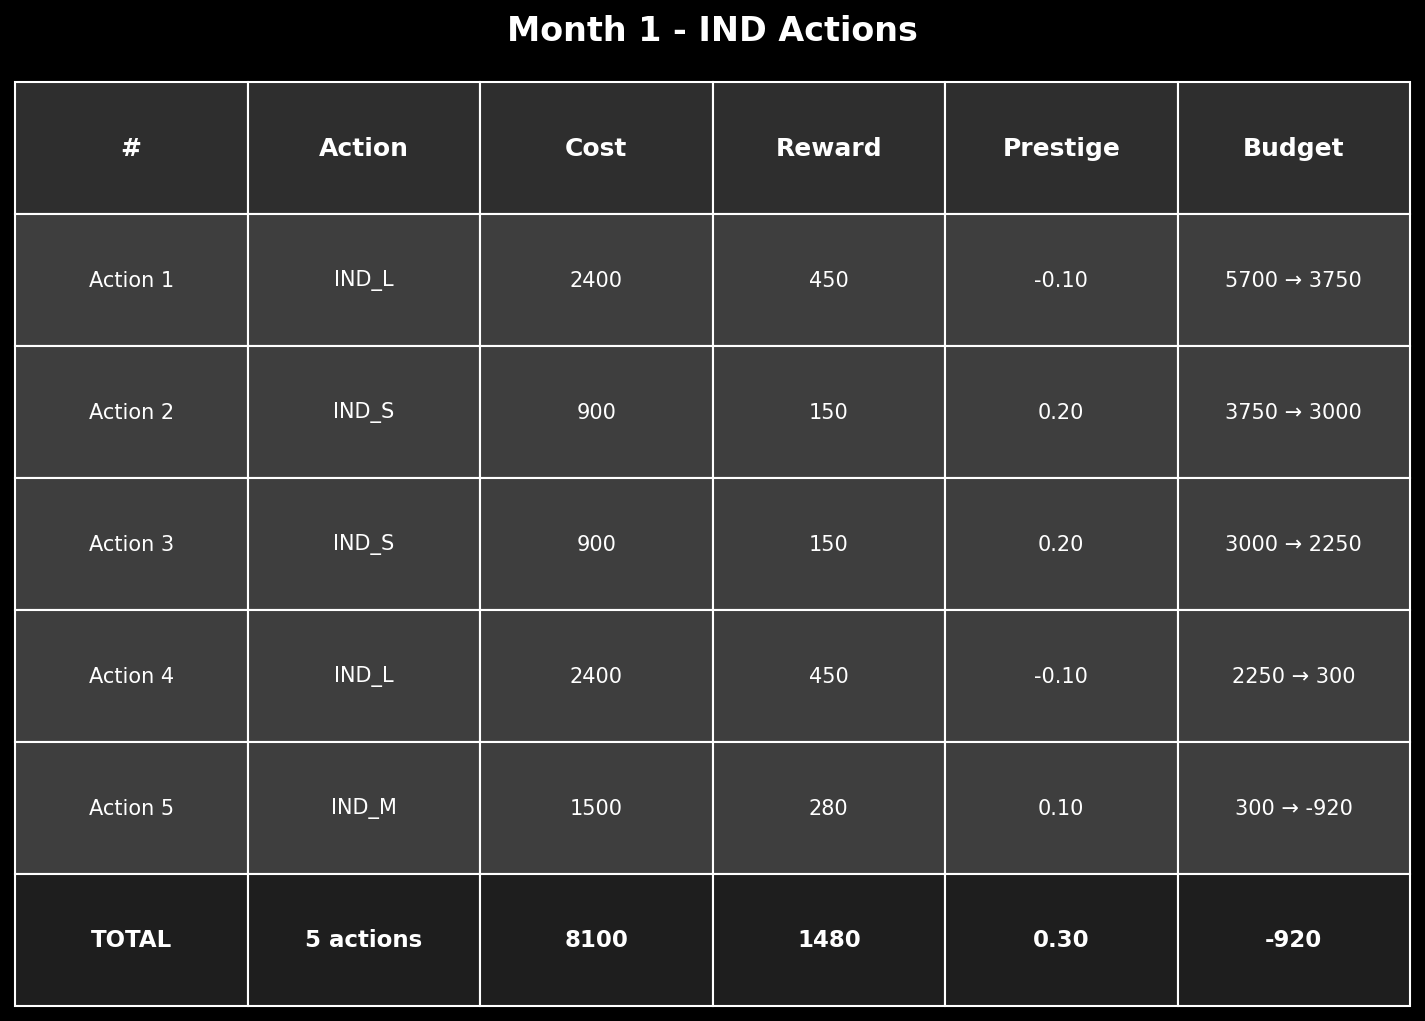 Month 1 - IND Actions
# Action Cost Reward Prestige Budget
Action 1 IND_L 2400 450 -0.10 5700 → 3750
Action 2 IND_S 900 150 0.20 3750 → 3000
Action 3 IND_S 900 150 0.20 3000 → 2250
Action 4 IND_L 2400 450 -0.10 2250 → 300
Action 5 IND_M 1500 280 0.10 300 → -920
TOTAL 5 actions 8100 1480 0.30 -920